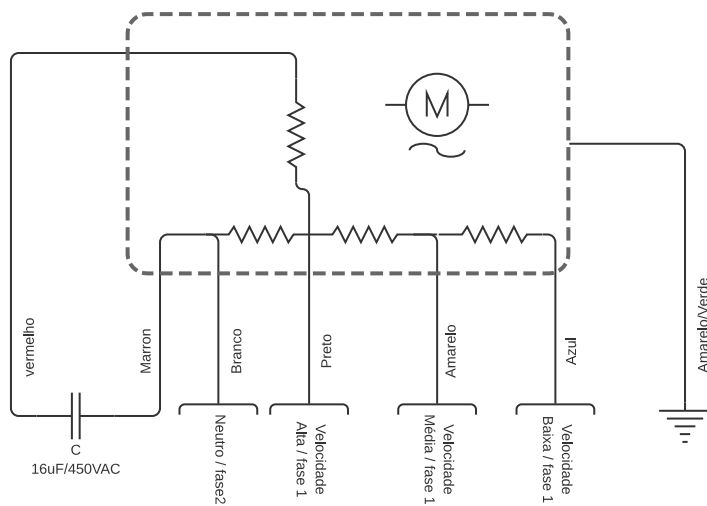 M
vermelho
Marron
Branco
Preto
Amarelo
Azul
Amarelo/Verde
C
16uF/450VAC
Neutro / fase2
Velocidade
Alta / fase 1
Velocidade
Média / fase 1
Velocidade
Baixa / fase 1